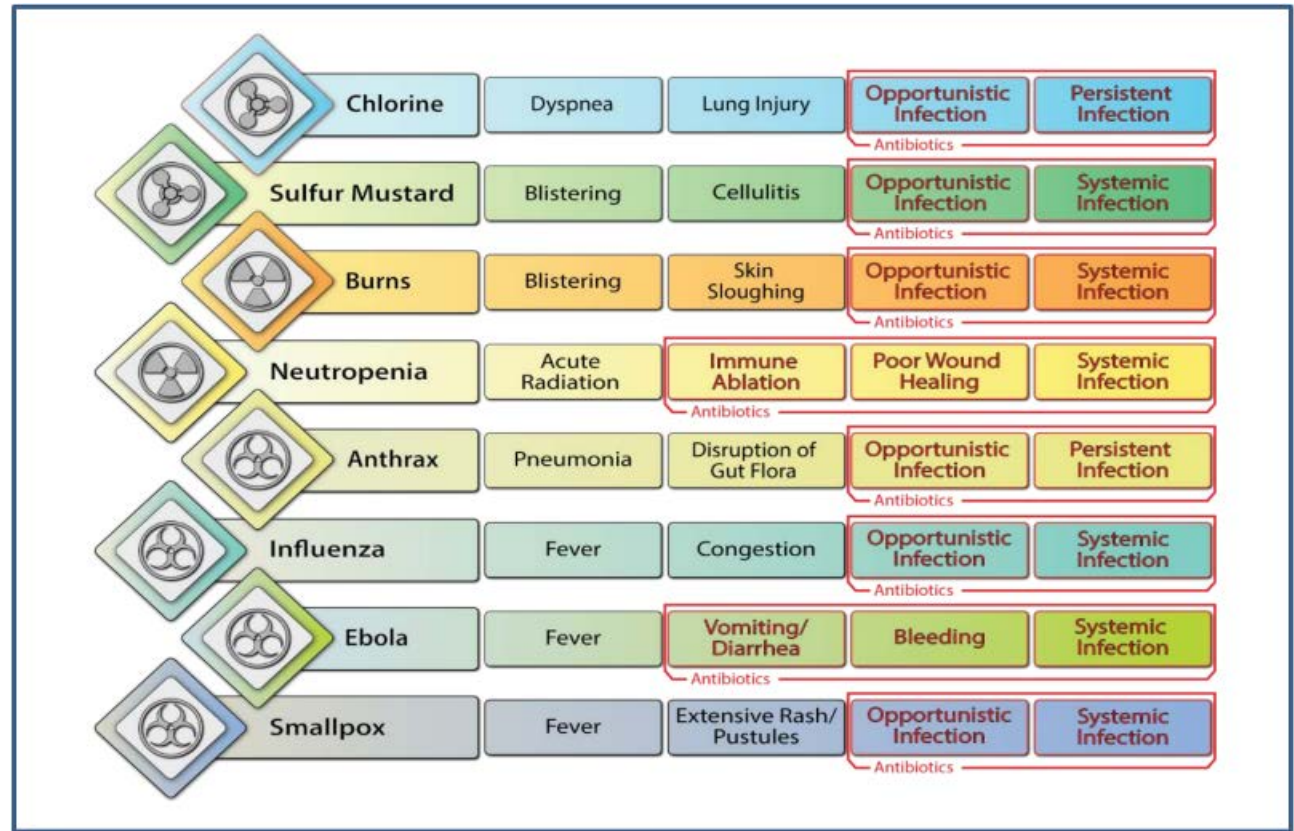 Chlorine
Dyspnea
Lung Injury
Opportunistic
Infection
Persistent
Infection
Antibiotics
Sulfur Mustard
Blistering
Cellulitis
Opportunistic
Infection
Systemic
Infection
Antibiotics
Burns
Blistering
Skin
Sloughing
Opportunistic
Infection
Systemic
Infection
Antibiotics
Neutropenia
Acute
Radiation
Immune
Ablation
Poor Wound
Healing
Systemic
Infection
Antibiotics
Anthrax
Pneumonia
Disruption of
Gut Flora
Opportunistic
Infection
Persistent
Infection
Antibiotics
Influenza
Fever
Congestion
Opportunistic
Infection
Systemic
Infection
Antibiotics
Ebola
Fever
Vomiting/
Diarrhea
Bleeding
Systemic
Infection
Antibiotics
Smallpox
Fever
Extensive Rash/
Pustules
Opportunistic
Infection
Systemic
Infection
Antibiotics